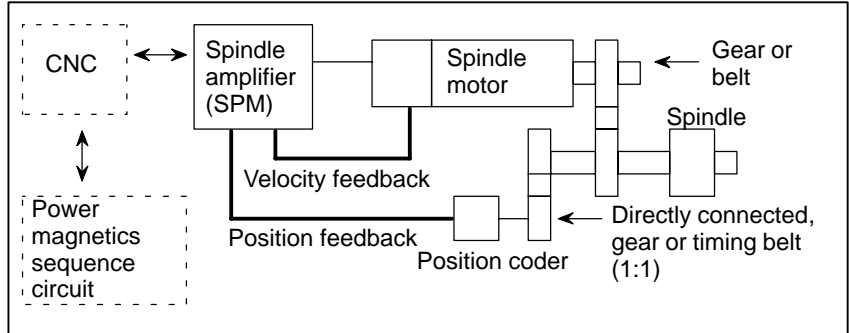 CNC
Spindle
amplifier
(SPM)
Spindle
motor
Gear or
belt
Spindle
Velocity feedback
Power
magnetics
sequence
circuit
Position feedback
Position coder
Directly connected,
gear or timing belt
(1:1)